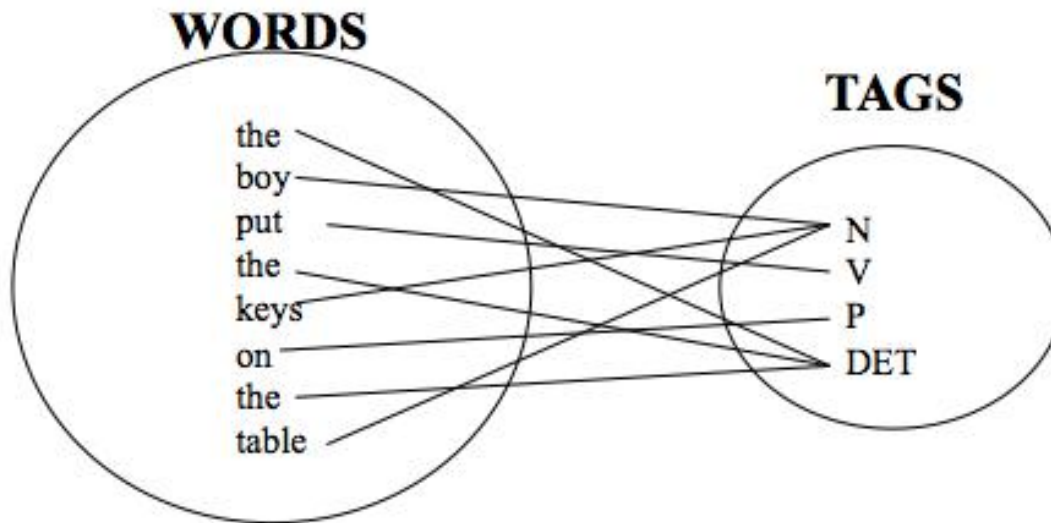 WORDS
the
boy
put
the
keys
on
the
table
TAGS
N
V
P
DET